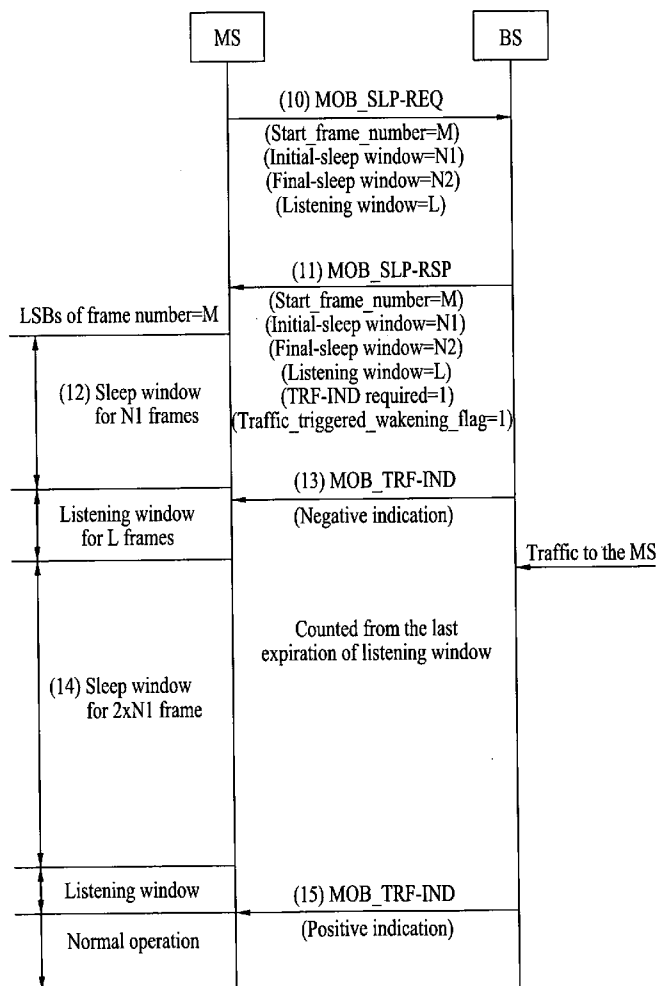 MS
BS
(10) MOB_SLP-REQ
(Start_frame_number=M)
(Initial-sleep window=N1)
(Final-sleep window=N2)
(Listening window=L)
(11) MOB_SLP-RSP
LSBs of frame number=M
(Start_frame_number=M)
(Initial-sleep window=N1)
(Final-sleep window=N2)
(Listening window=L)
(TRF-IND required=1)
(Traffic_triggered_wakening_flag=1)
(12) Sleep window
for N1 frames
(13) MOB_TRF-IND
(Negative indication)
Listening window
for L frames
Traffic to the MS
Counted from the last
expiration of listening window
(14) Sleep window
for 2xN1 frame
Listening window
(15) MOB_TRF-IND
(Positive indication)
Normal operation